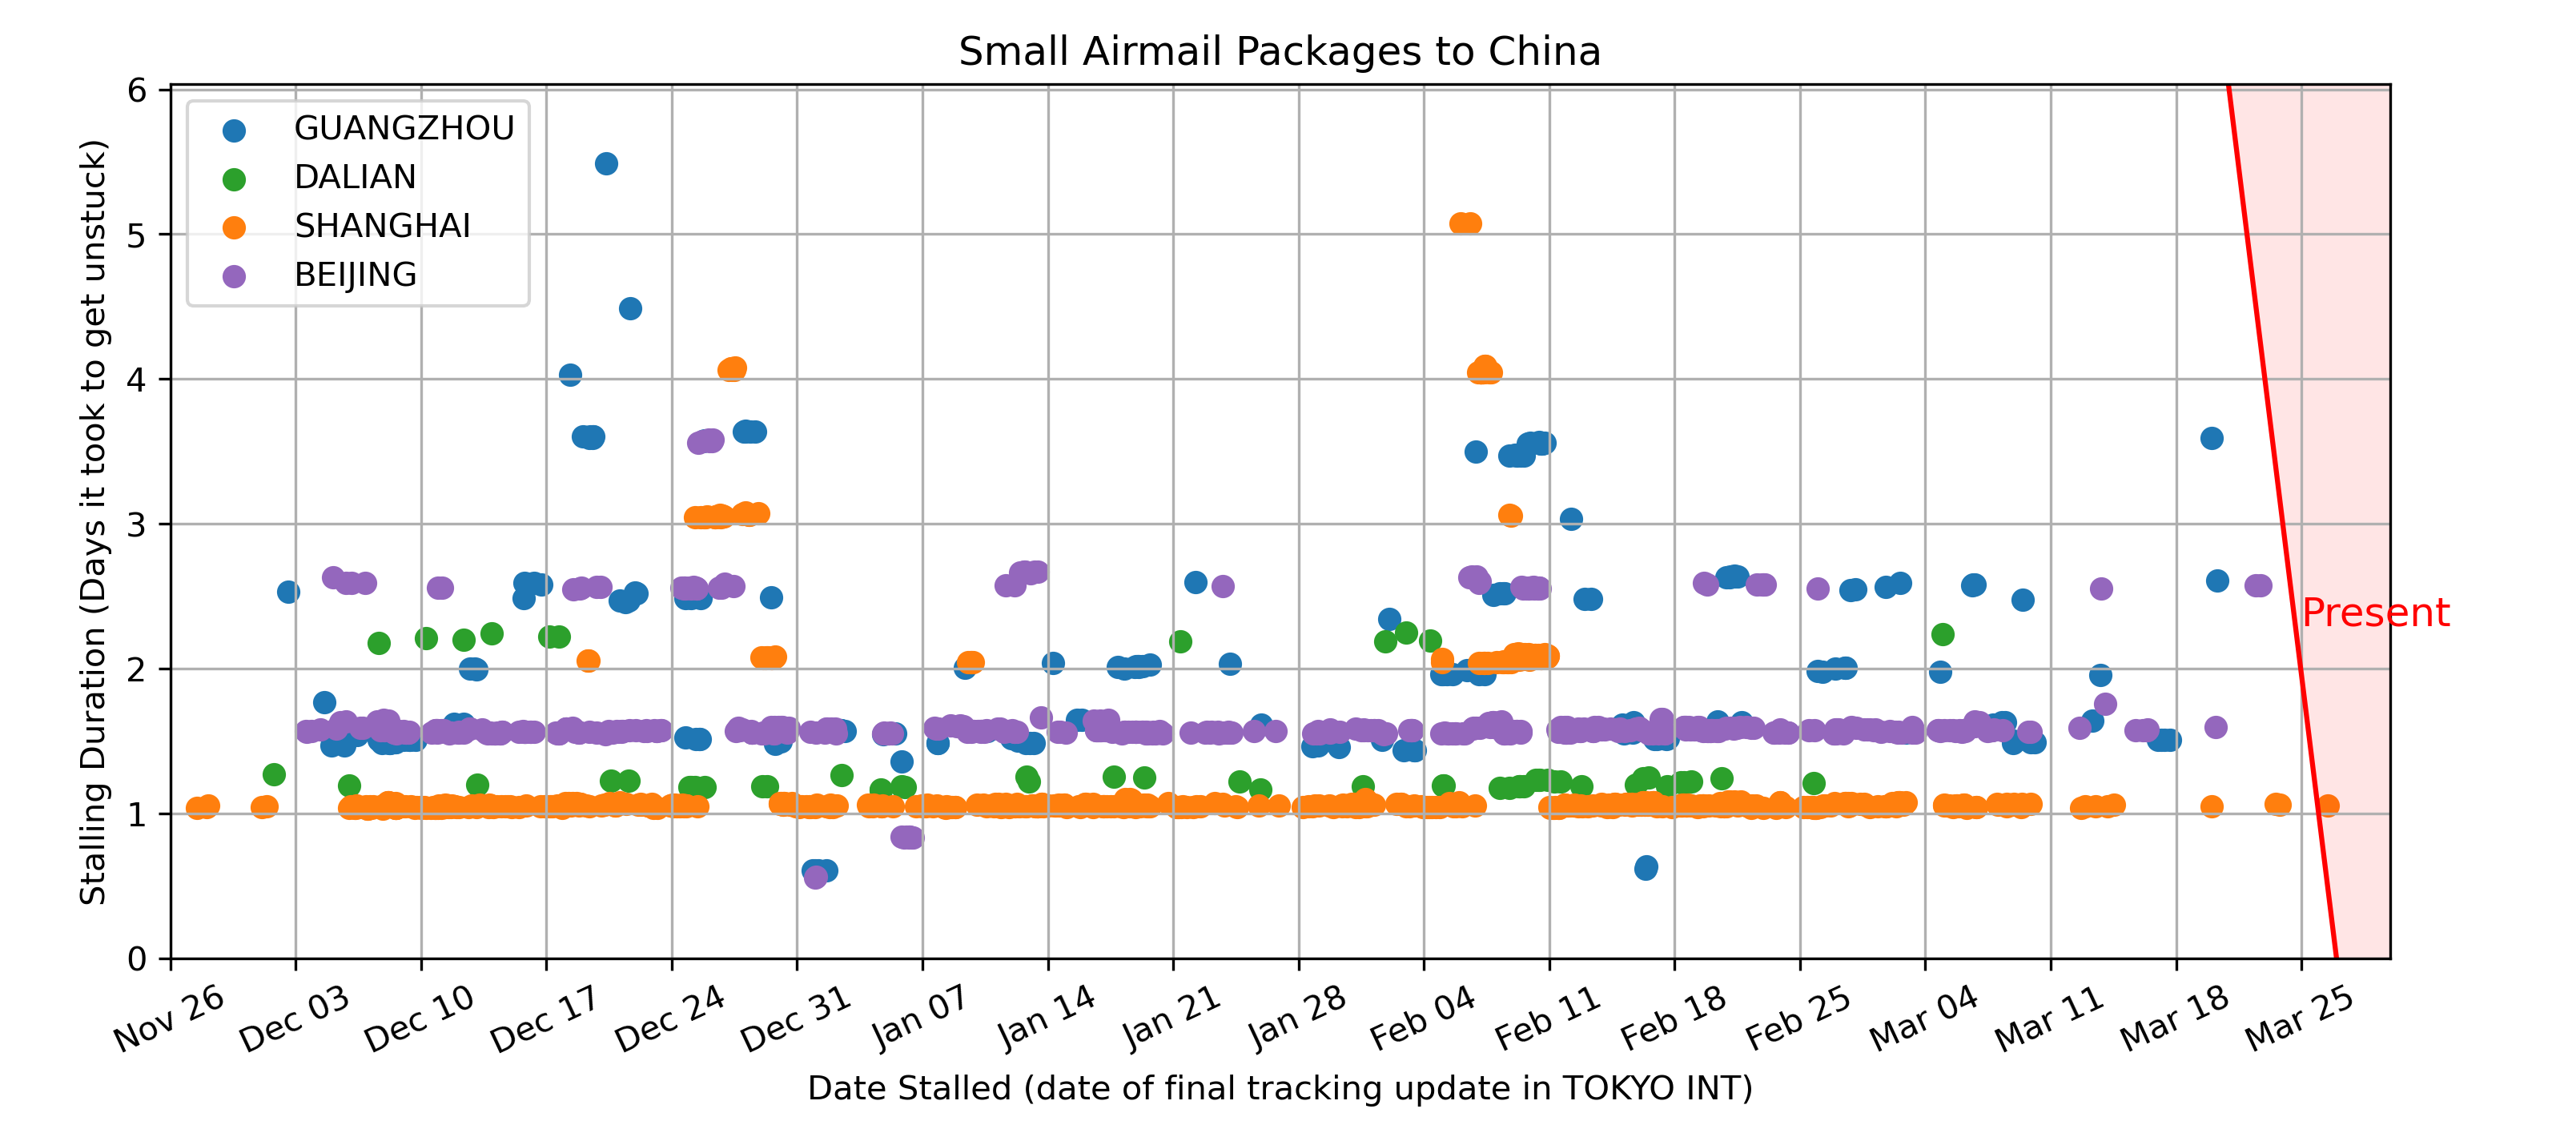 Small Airmail Packages to China
6
5
4
3
2
1
0
Stalling Duration (Days it took to get unstuck)
GUANGZHOU
DALIAN
SHANGHAI
BEIJING
Present
Nov 26
Dec 03
Dec 10
Dec 17
Dec 24
Dec 31
Jan 07
Jan 14
Jan 21
Jan 28
Feb 04
Feb 11
Feb 18
Feb 25
Mar 04
Mar 11
Mar 18
Mar 25
Date Stalled (date of final tracking update in TOKYO INT)